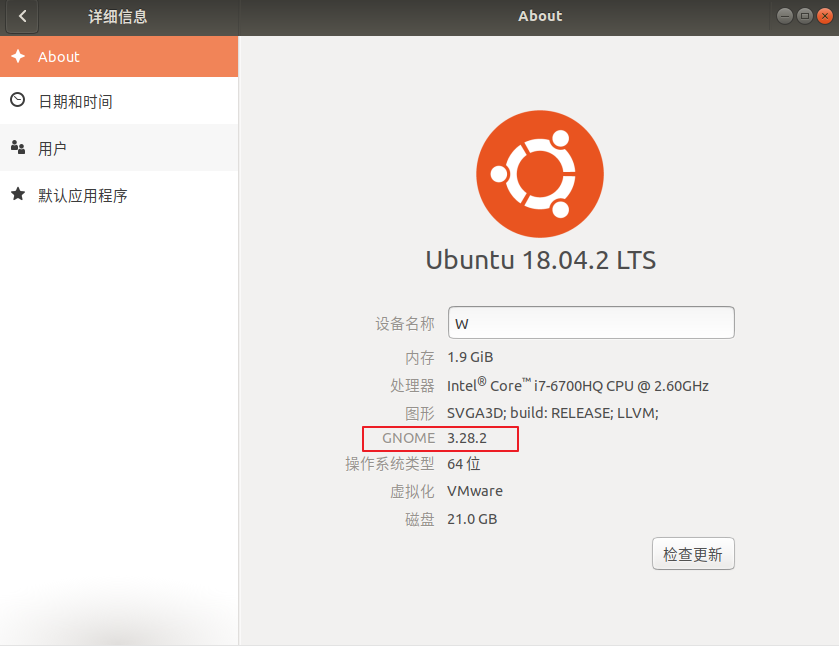 详细信息
About
About
日期和时间
用户
默认应用程序
Ubuntu 18.04.2 LTS
设备名称 W
内存 1.9 GiB
处理器 Intel® Core™ i7-6700HQ CPU @ 2.60GHz
图形 SVGA3D; build: RELEASE; LLVM;
GNOME 3.28.2
操作系统类型 64 位
虚拟化 VMware
磁盘 21.0 GB
检查更新